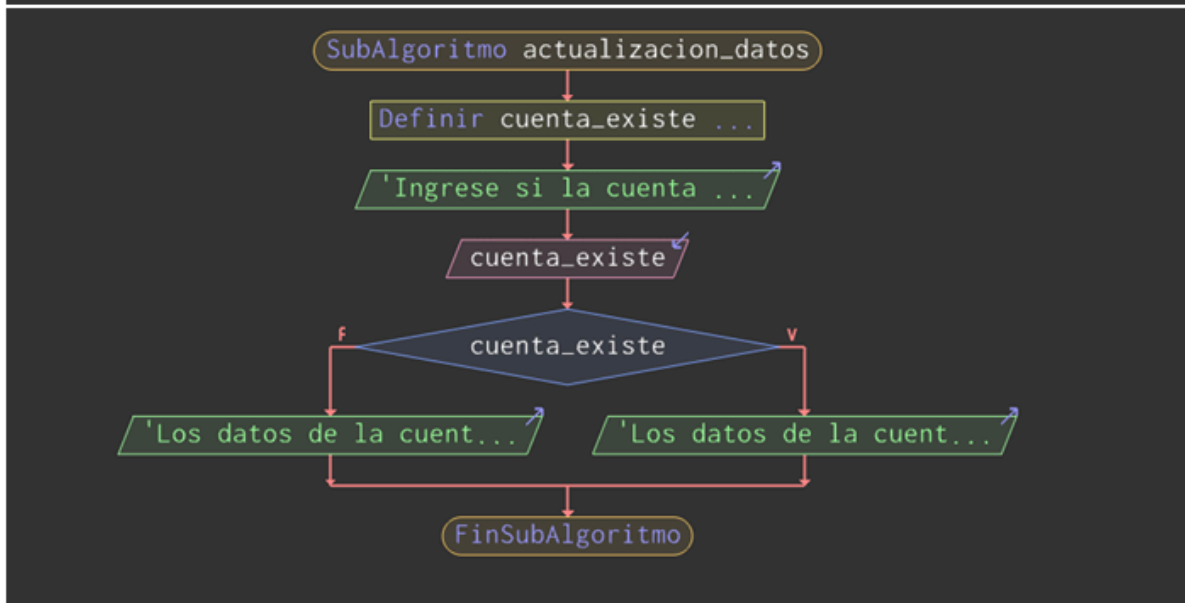 SubAlgoritmo actualizacion_datos
Definir cuenta_existe ...
'Ingrese si la cuenta ...
cuenta_existe
F
cuenta_existe
V
'Los datos de la cuent...
'Los datos de la cuent...
FinSubAlgoritmo